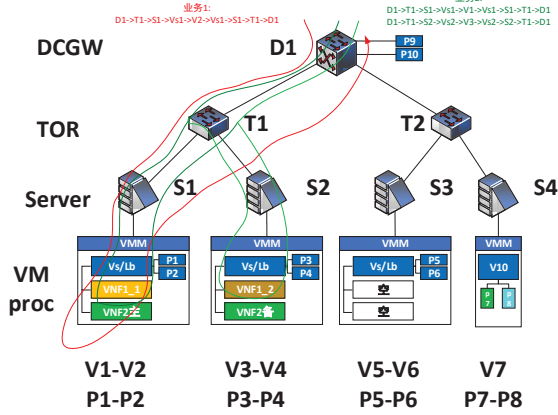 业务1:
D1->T1->S1->Vs1->V2->Vs1->S1->T1->D1
D1->T1->S1->Vs1->V1->Vs1->S1->T1->D1
D1->T1->S2->Vs2->V3->Vs2->S2->T1->D1
DCGW
D1
P9
P10
TOR
T1
T2
Server
S1
S2
S3
S4
VM
proc
VMM
Vs/Lb
P1
P2
VNF1_1
VNF2主
VMM
Vs/Lb
P3
P4
VNF1_2
VNF2备
VMM
Vs/Lb
P5
P6
空
空
VMM
V10
P
7
P
8
V1-V2
V3-V4
V5-V6
V7
P1-P2
P3-P4
P5-P6
P7-P8